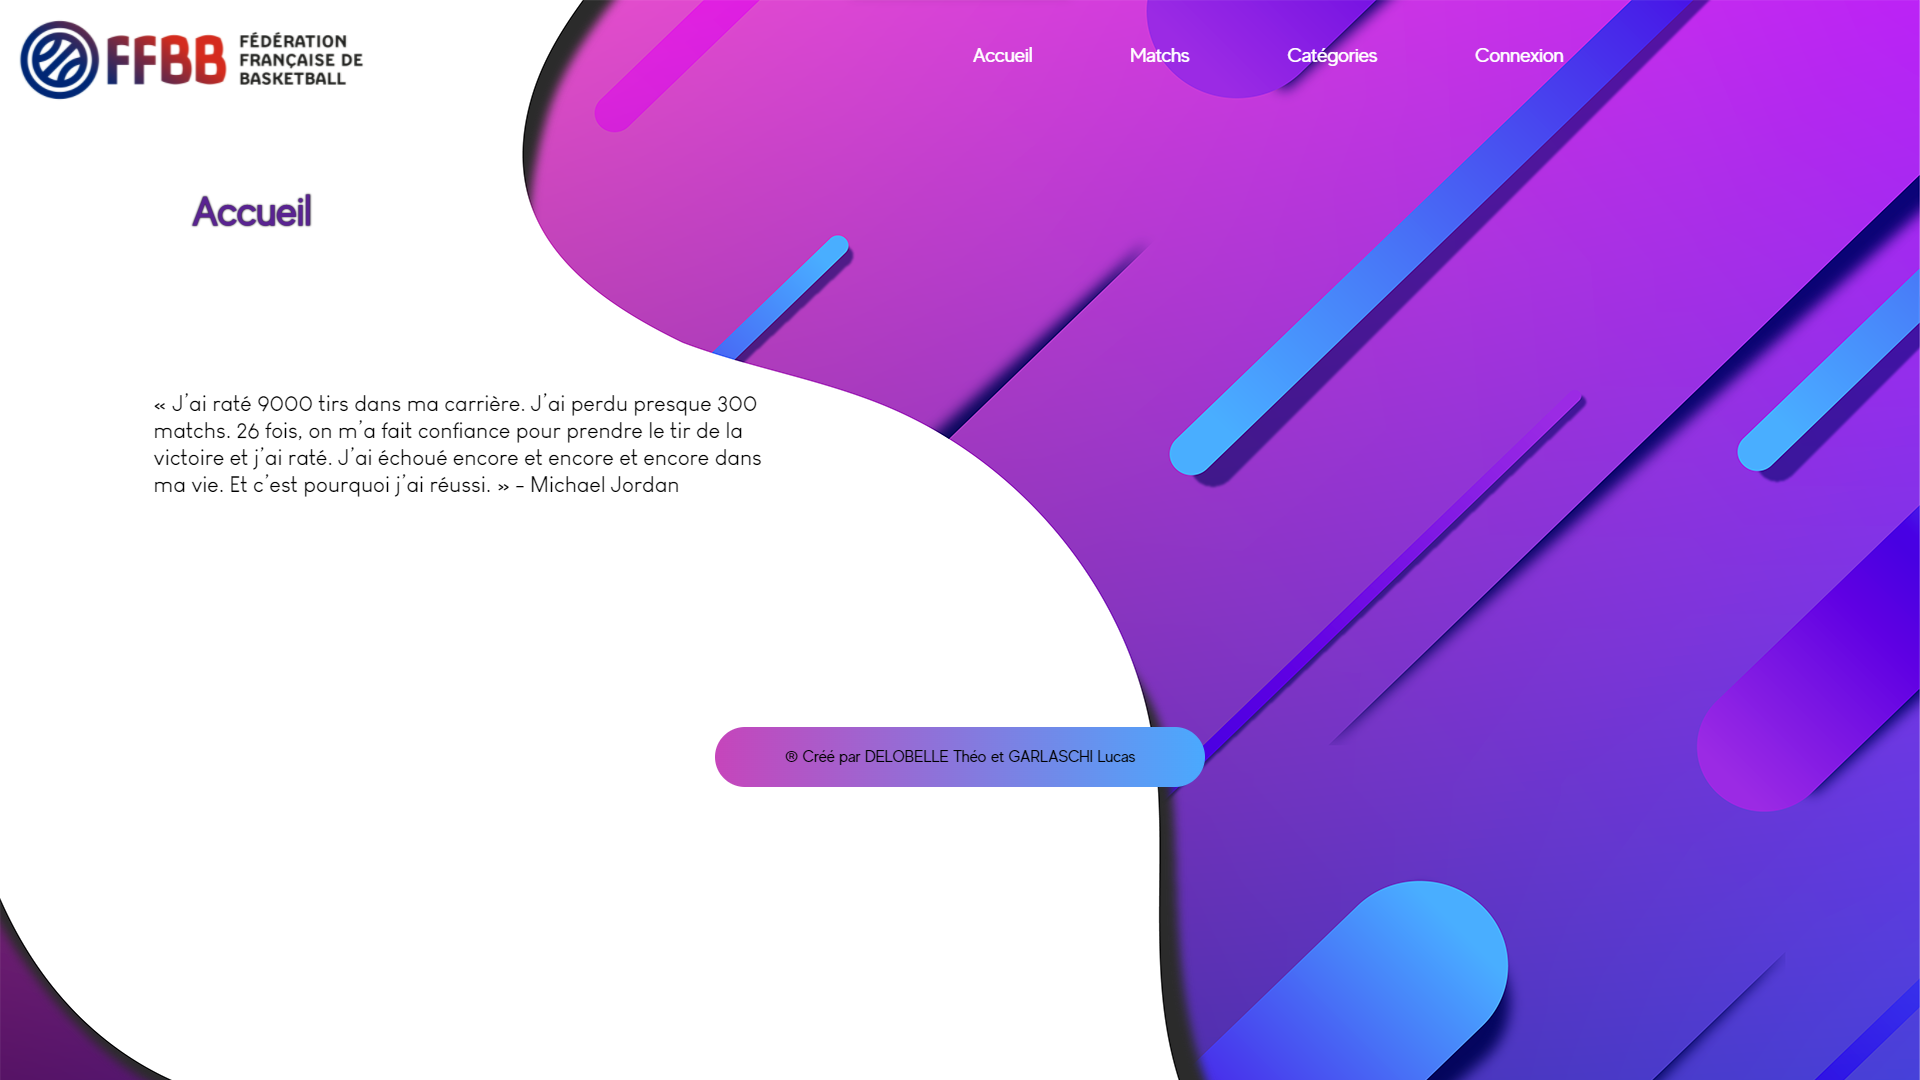 FFBB
FÉDÉRATION
FRANÇAISE DE
BASKETBALL
Accueil
Matchs
Catégories
Connexion
Accueil
« J’ai raté 9000 tirs dans ma carrière. J’ai perdu presque 300
matchs. 26 fois, on m’a fait confiance pour prendre le tir de la
victoire et j’ai raté. J’ai échoué encore et encore et encore dans
ma vie. Et c’est pourquoi j’ai réussi. » – Michael Jordan
® Créé par DELOBELLE Théo et GARLASCHI Lucas